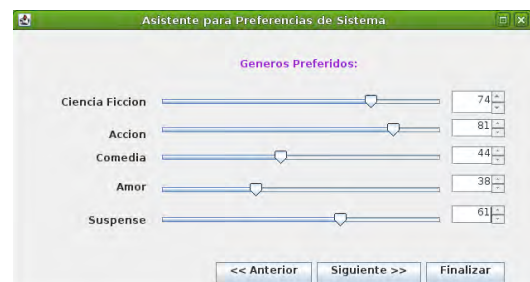 Asistente para Preferencias de Sistema
Generos Preferidos:
Ciencia Ficcion 74
Accion 81
Comedia 44
Amor 38
Suspense 61
<< Anterior Siguiente >> Finalizar